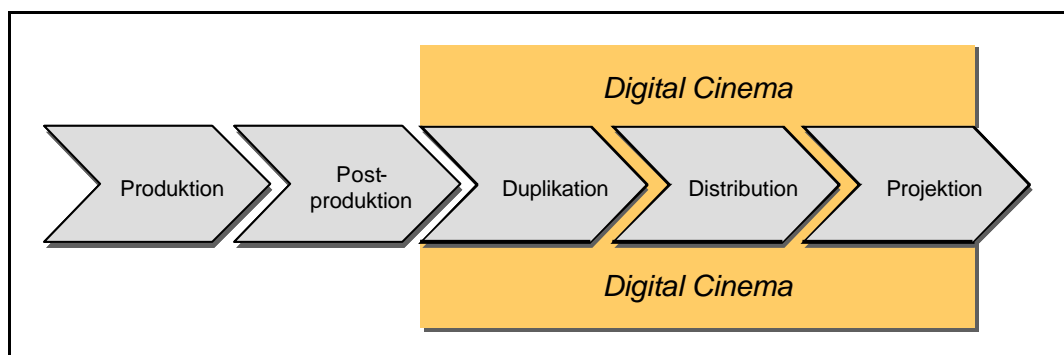 Digital Cinema
Produktion
Post-
produktion
Duplikation
Distribution
Projektion
Digital Cinema